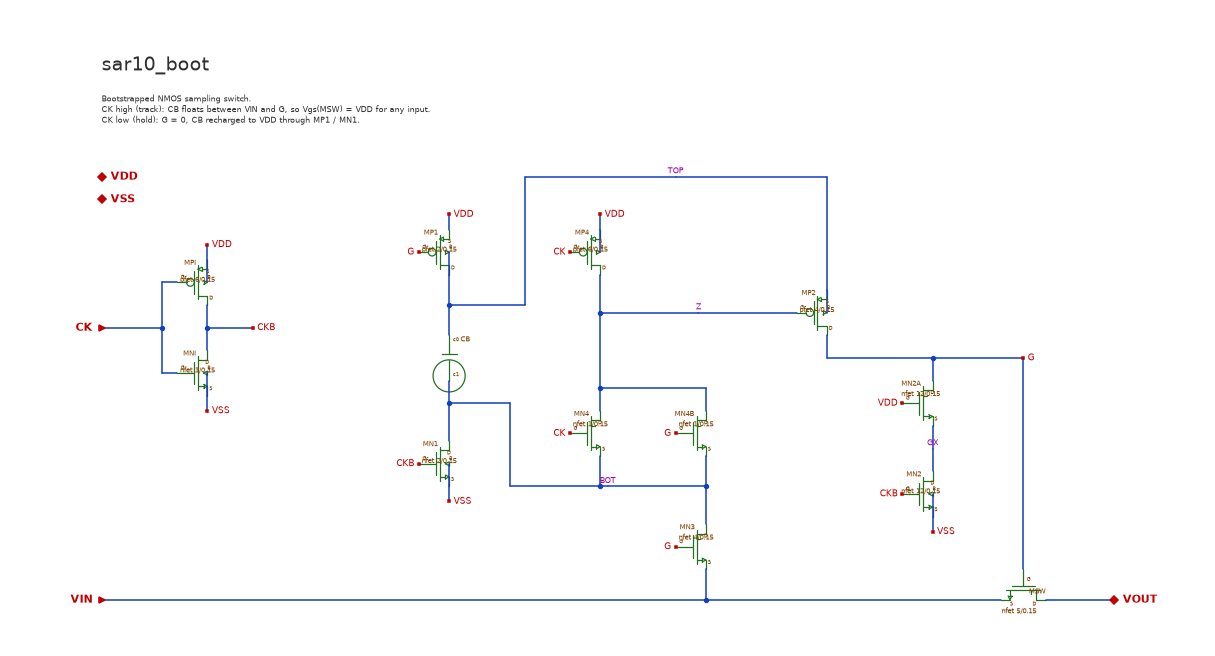 sar10_boot
Bootstrapped NMOS sampling switch.
CK high (track): CB floats between VIN and G, so Vgs(MSW) = VDD for any input.
CK low (hold): G = 0, CB recharged to VDD through MP1 / MN1.
TOP
VDD
VSS
VDD
VDD
VDD
MP1
MP4
G
CK
MPI
MP2
Z
CK
CKB
c0 CB
c1
MNI
G
MN2A
VDD
VSS
MN4
MN4B
CK
G
GX
MN1
CKB
MN2
CKB
BOT
VSS
MN3
VSS
G
VIN
MSW
VOUT
nfet 5/0.15